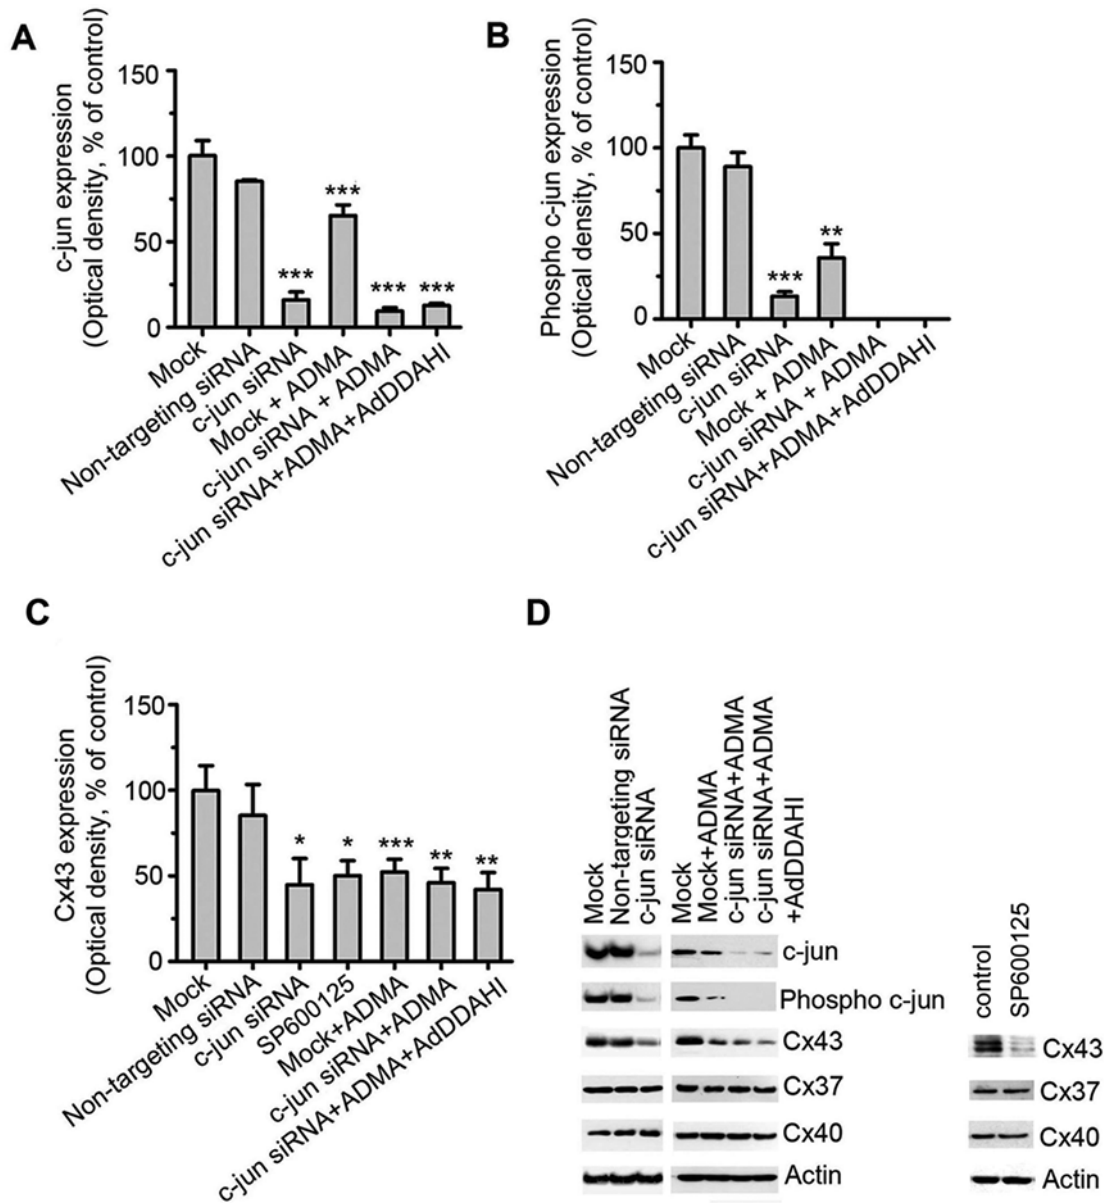 A
c-jun expression
(Optical density, % of control)
150
100
50
0
***
***
***
***
Mock
Non-targeting siRNA
c-jun siRNA
Mock + ADMA
c-jun siRNA + ADMA
c-jun siRNA+ADMA+AdDDAHI
B
Phospho c-jun expression
(Optical density, % of control)
150
100
50
0
***
**
Mock
Non-targeting siRNA
c-jun siRNA
Mock + ADMA
c-jun siRNA + ADMA
c-jun siRNA+ADMA+AdDDAHI
C
Cx43 expression
(Optical density, % of control)
150
100
50
0
*
*
***
**
**
Mock
Non-targeting siRNA
c-jun siRNA
SP600125
Mock+ADMA
c-jun siRNA+ADMA
c-jun siRNA+ADMA+AdDDAHI
D
Mock
Non-targeting siRNA
c-jun siRNA
Mock
Mock+ADMA
c-jun siRNA+ADMA
c-jun siRNA+ADMA
+AdDDAHI
c-jun
Phospho c-jun
Cx43
Cx37
Cx40
Actin
control
SP600125
Cx43
Cx37
Cx40
Actin